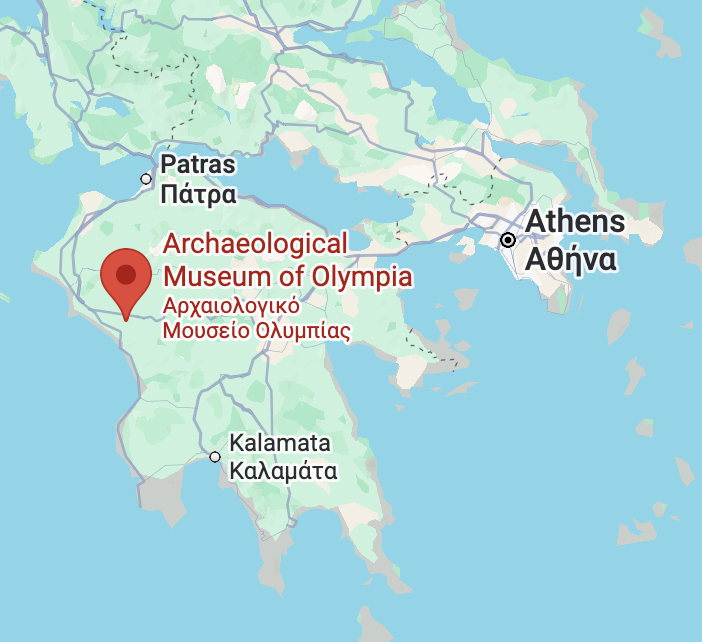 Patras
Πάτρα
Athens
Αθήνα
Archaeological
Museum of Olympia
Αρχαιολογικό
Μουσείο Ολυμπίας
Kalamata
Καλαμάτα